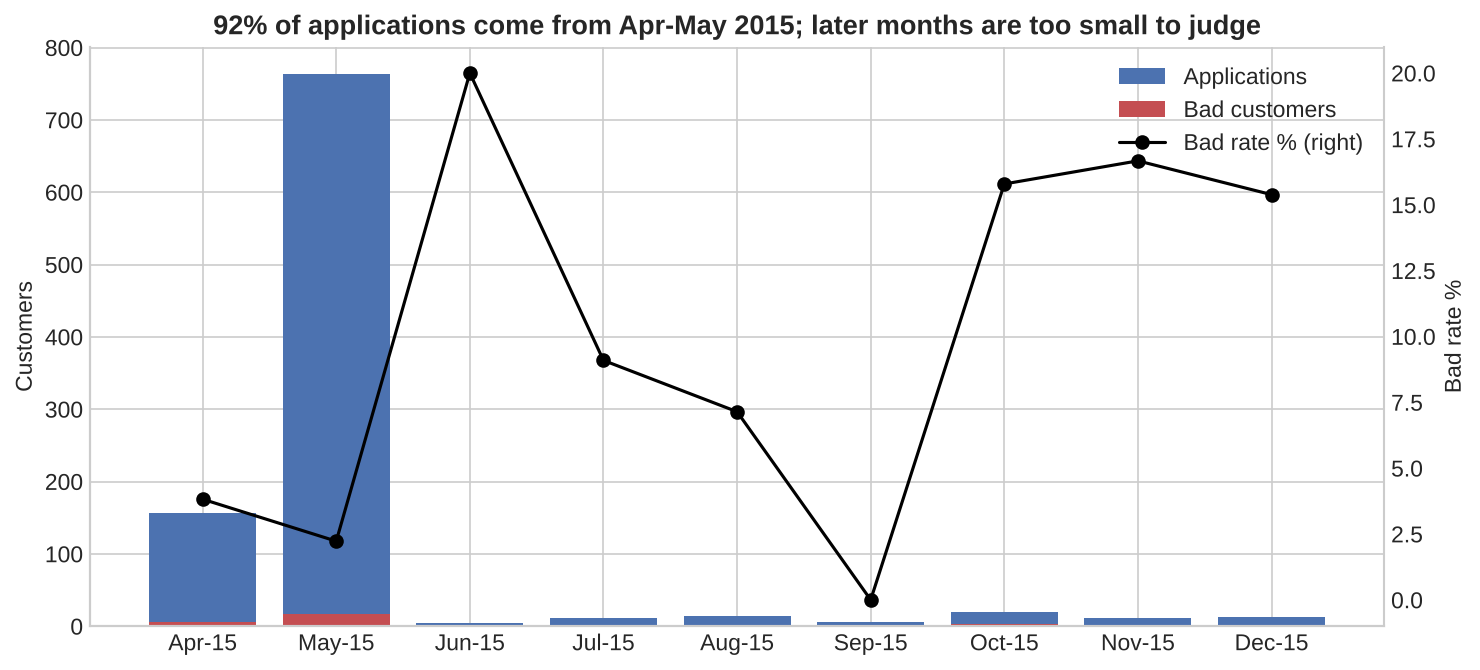 92% of applications come from Apr-May 2015; later months are too small to judge
800
700
600
500
400
300
200
100
0
Customers
Applications
Bad customers
Bad rate % (right)
20.0
17.5
15.0
12.5
10.0
7.5
5.0
2.5
0.0
Bad rate %
Apr-15 May-15 Jun-15 Jul-15 Aug-15 Sep-15 Oct-15 Nov-15 Dec-15